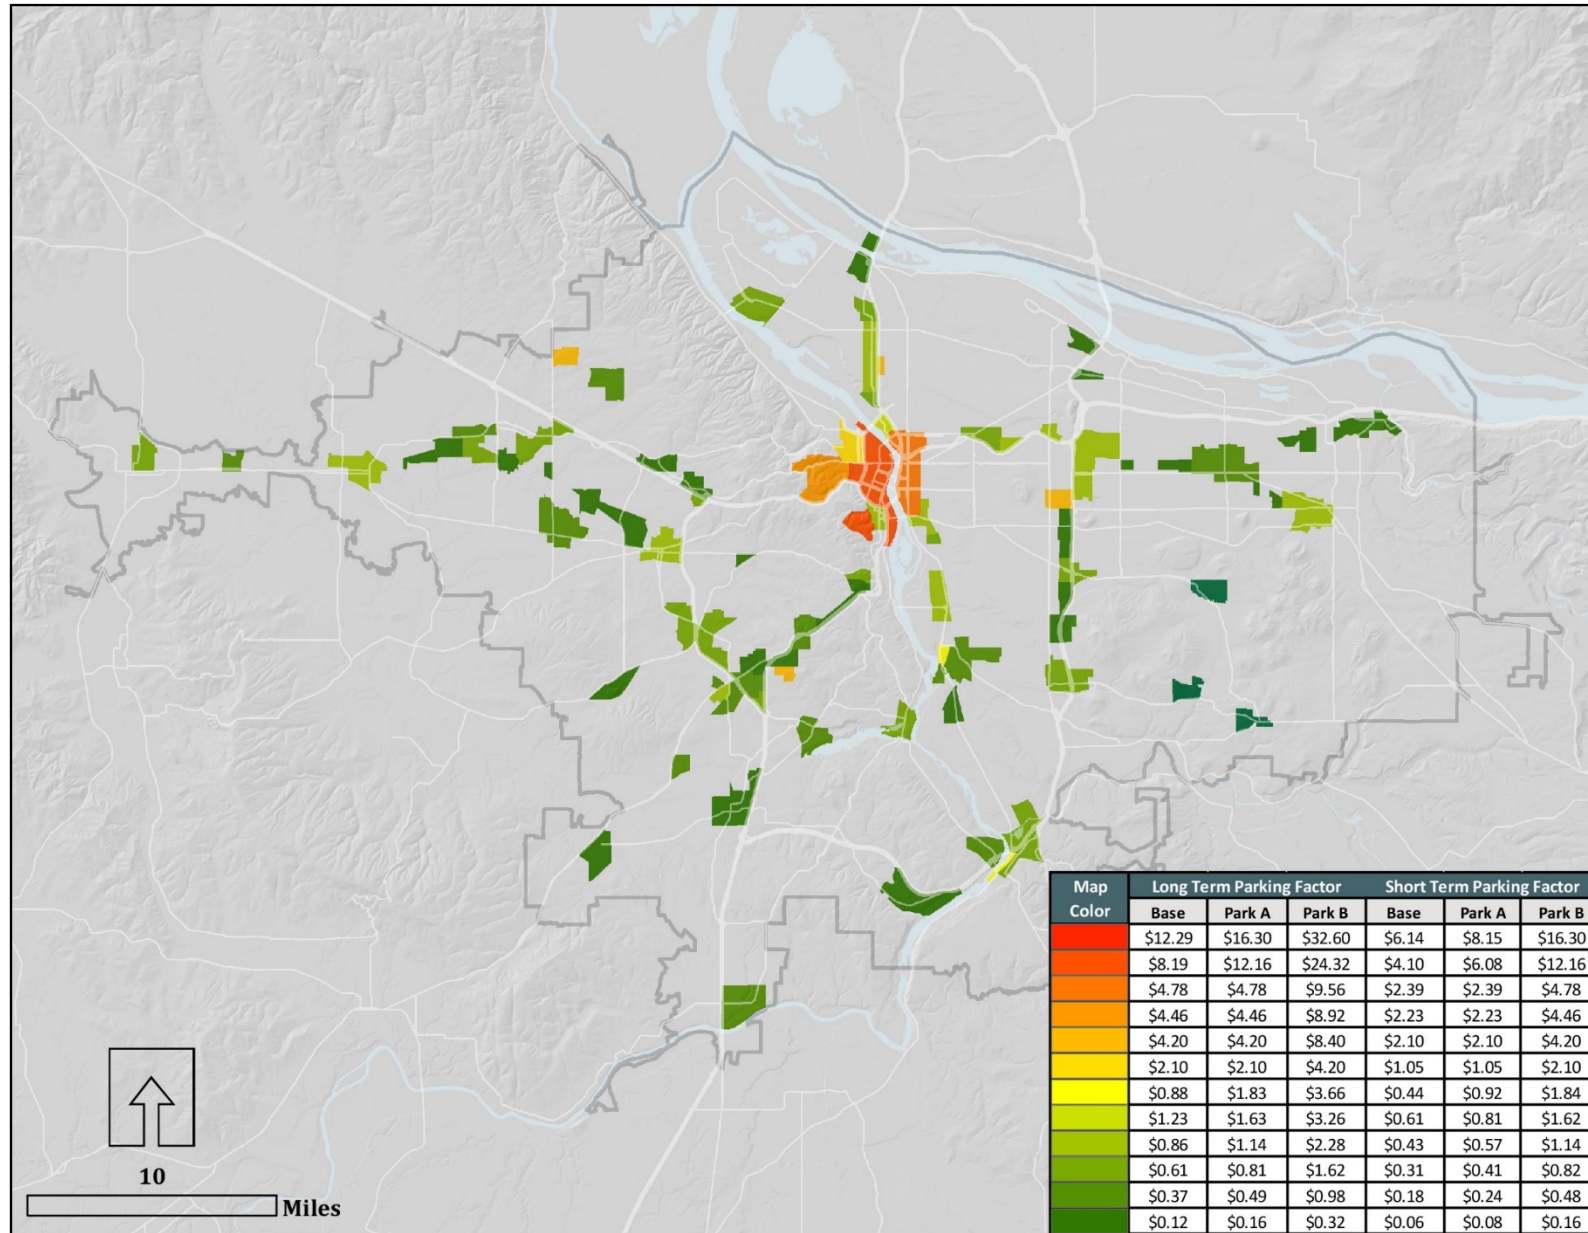 10
Miles
Map Color Long Term Parking Factor Short Term Parking Factor
Base Park A Park B Base Park A Park B
$12.29 $16.30 $32.60 $6.14 $8.15 $16.30
$8.19 $12.16 $24.32 $4.10 $6.08 $12.16
$4.78 $4.78 $9.56 $2.39 $2.39 $4.78
$4.46 $4.46 $8.92 $2.23 $2.23 $4.46
$4.20 $4.20 $8.40 $2.10 $2.10 $4.20
$2.10 $2.10 $4.20 $1.05 $1.05 $2.10
$0.88 $1.83 $3.66 $0.44 $0.92 $1.84
$1.23 $1.63 $3.26 $0.61 $0.81 $1.62
$0.86 $1.14 $2.28 $0.43 $0.57 $1.14
$0.61 $0.81 $1.62 $0.31 $0.41 $0.82
$0.37 $0.49 $0.98 $0.18 $0.24 $0.48
$0.12 $0.16 $0.32 $0.06 $0.08 $0.16